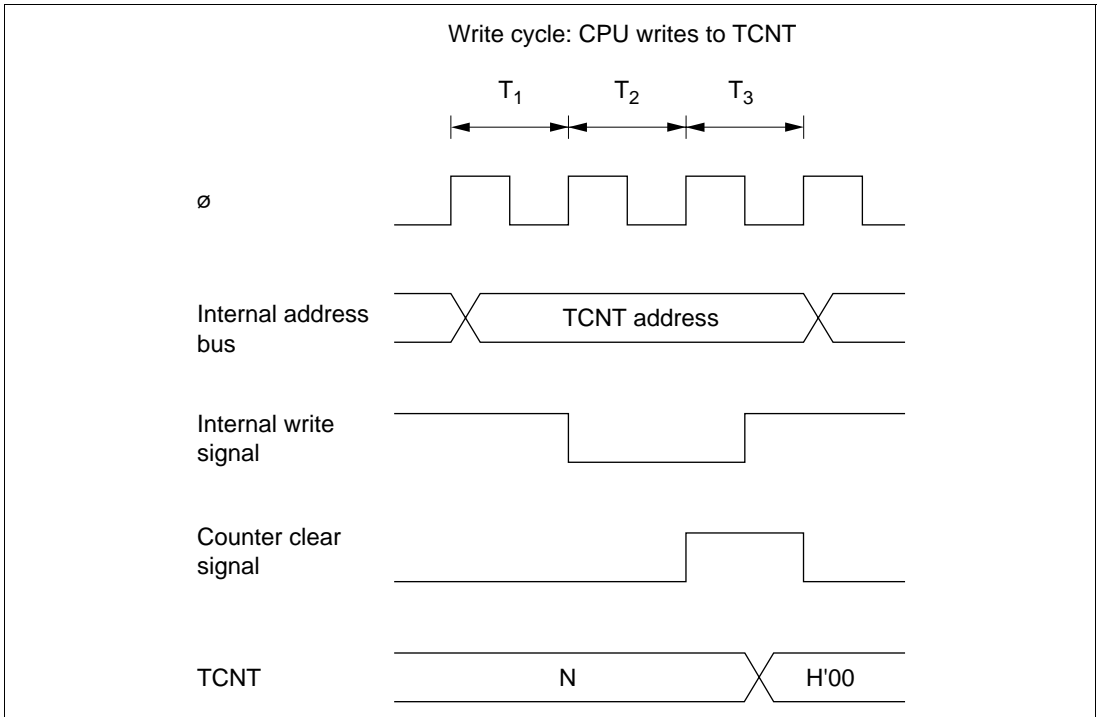 Write cycle: CPU writes to TCNT
T1 T2 T3
ø
Internal address
bus
TCNT address
Internal write
signal
Counter clear
signal
TCNT N H'00